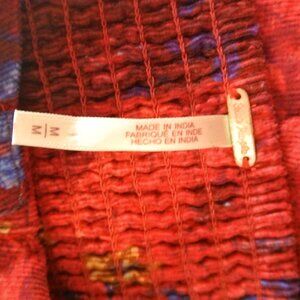 M
M
MADE IN INDIA
FABRIQUÉ EN INDE
HECHO EN INDIA